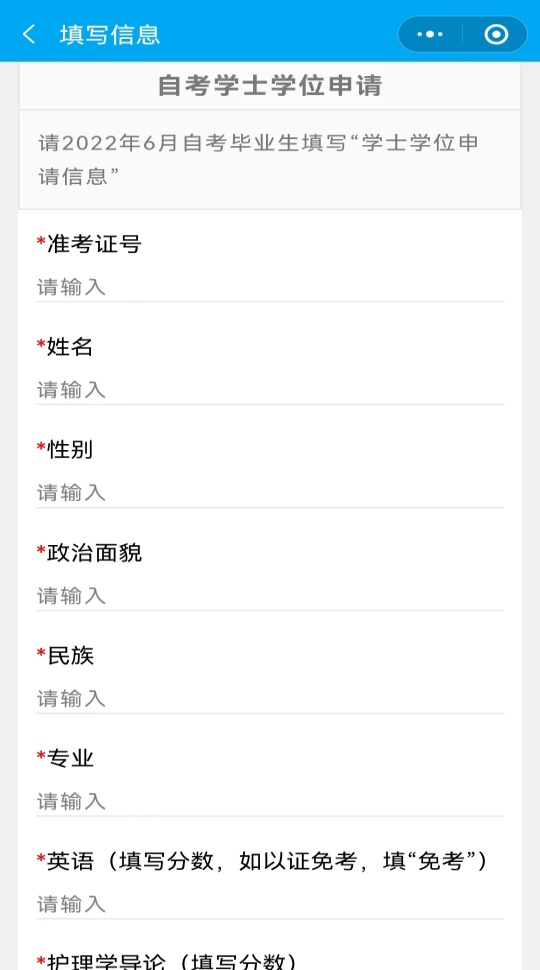 填写信息
自考学士学位申请
请2022年6月自考毕业生填写“学士学位申
请信息”
*准考证号
请输入
*姓名
请输入
*性别
请输入
*政治面貌
请输入
*民族
请输入
*专业
请输入
*英语（填写分数，如以证免考，填“免考”）
请输入
*护理学导论（填写分数）